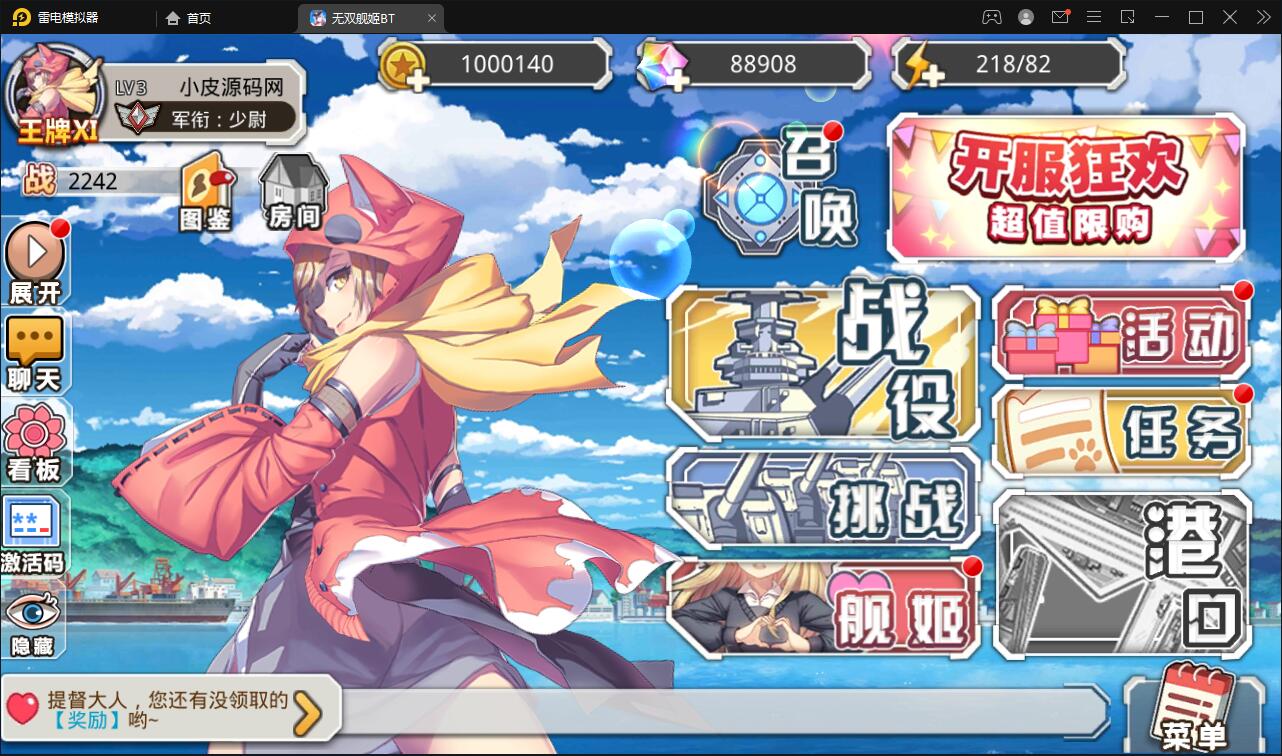 雷电模拟器
首页
无双舰姬BT
LV3 小皮源码网
军衔：少尉
王牌XI
1000140
88908
218/82
战 2242
图鉴
房间
召唤
开服狂欢
超值限购
展开
聊天
看板
激活码
隐藏
战役
挑战
舰姬
活动
任务
港口
提督大人，您还有没领取的
【奖励】哟~
菜单